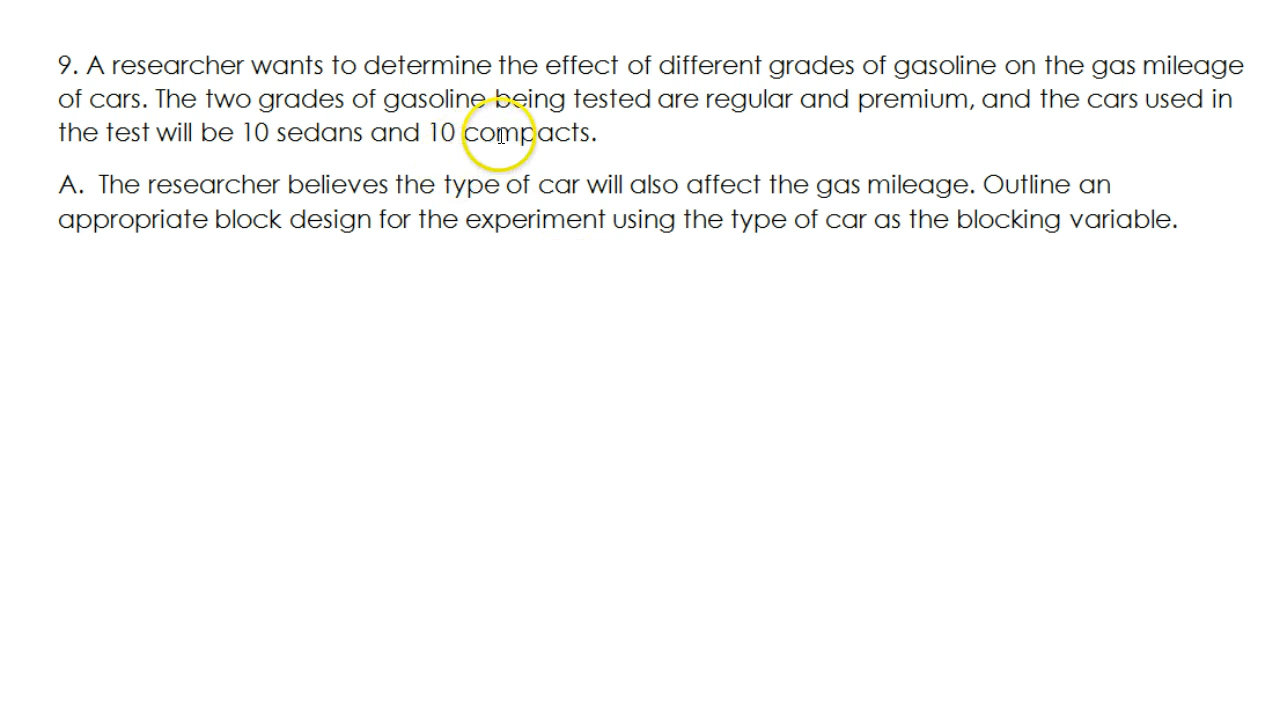 9. A researcher wants to determine the effect of different grades of gasoline on the gas mileage
of cars. The two grades of gasoline being tested are regular and premium, and the cars used in
the test will be 10 sedans and 10 compacts.
A. The researcher believes the type of car will also affect the gas mileage. Outline an
appropriate block design for the experiment using the type of car as the blocking variable.